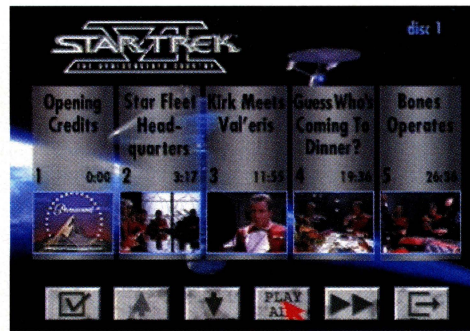 disc 1
STAR TREK
VI
THE UNDISCOVERED COUNTRY
Opening
Credits
1 0:00
Star Fleet
Head-
quarters
2 3:17
Kirk Meets
Val'eris
3 11:55
Guess Who's
Coming To
Dinner?
4 19:36
Bones
Operates
5 26:36
Paramount
PLAY
ALL